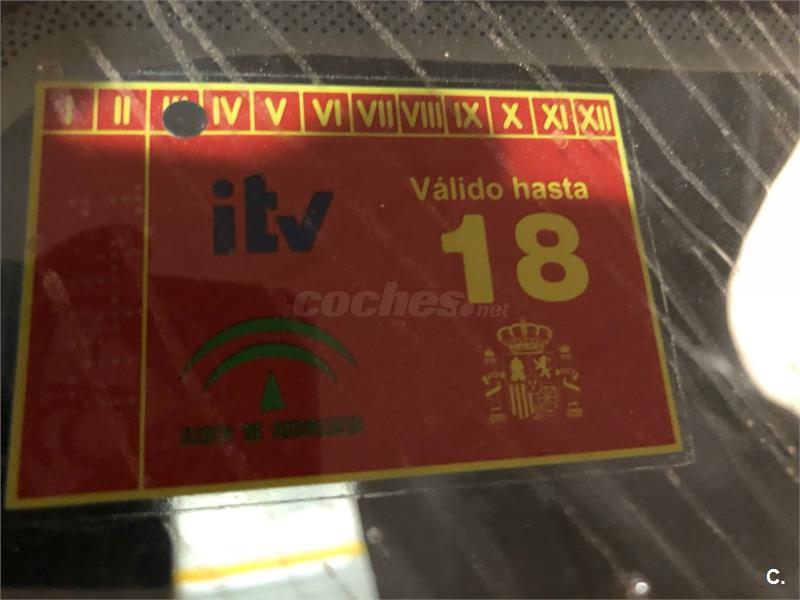 I II III IV V VI VII VIII IX X XI XII
itv
Válido hasta
18
coches.net
JUNTA DE ANDALUCIA
C.